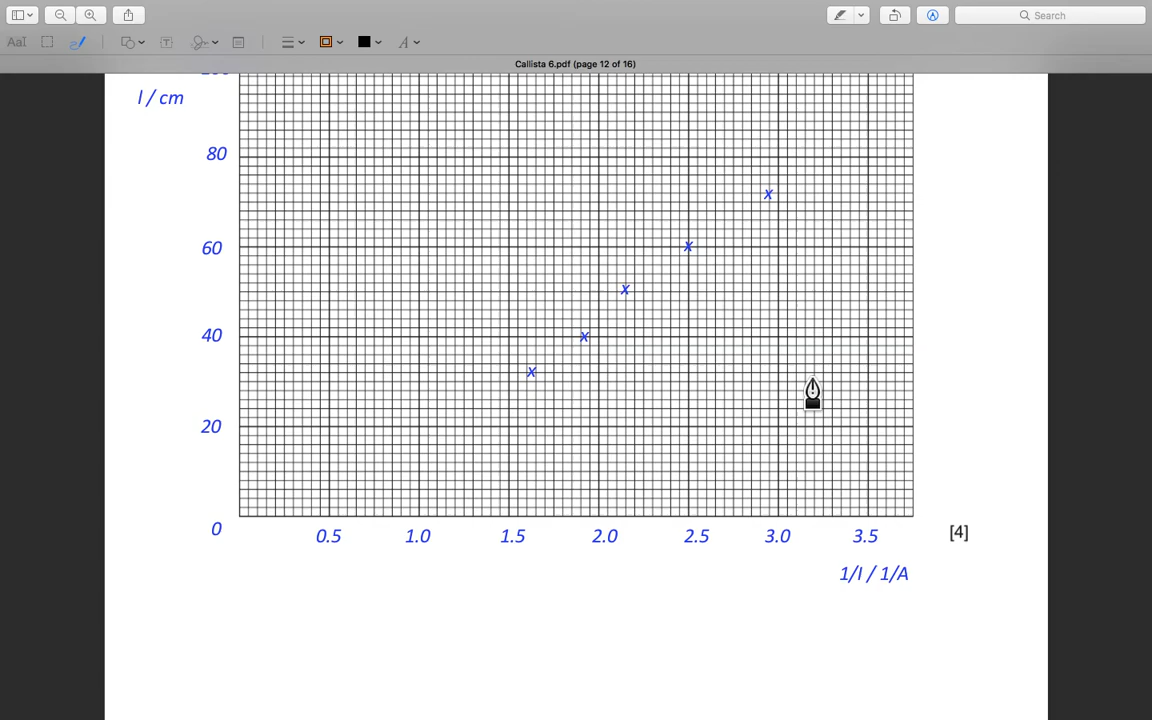 Search
AaI
T
A
Callista 6.pdf (page 12 of 16)
l / cm
80
x
60
x
x
40
x
x
20
0
0.5 1.0 1.5 2.0 2.5 3.0 3.5
[4]
1/I / 1/A